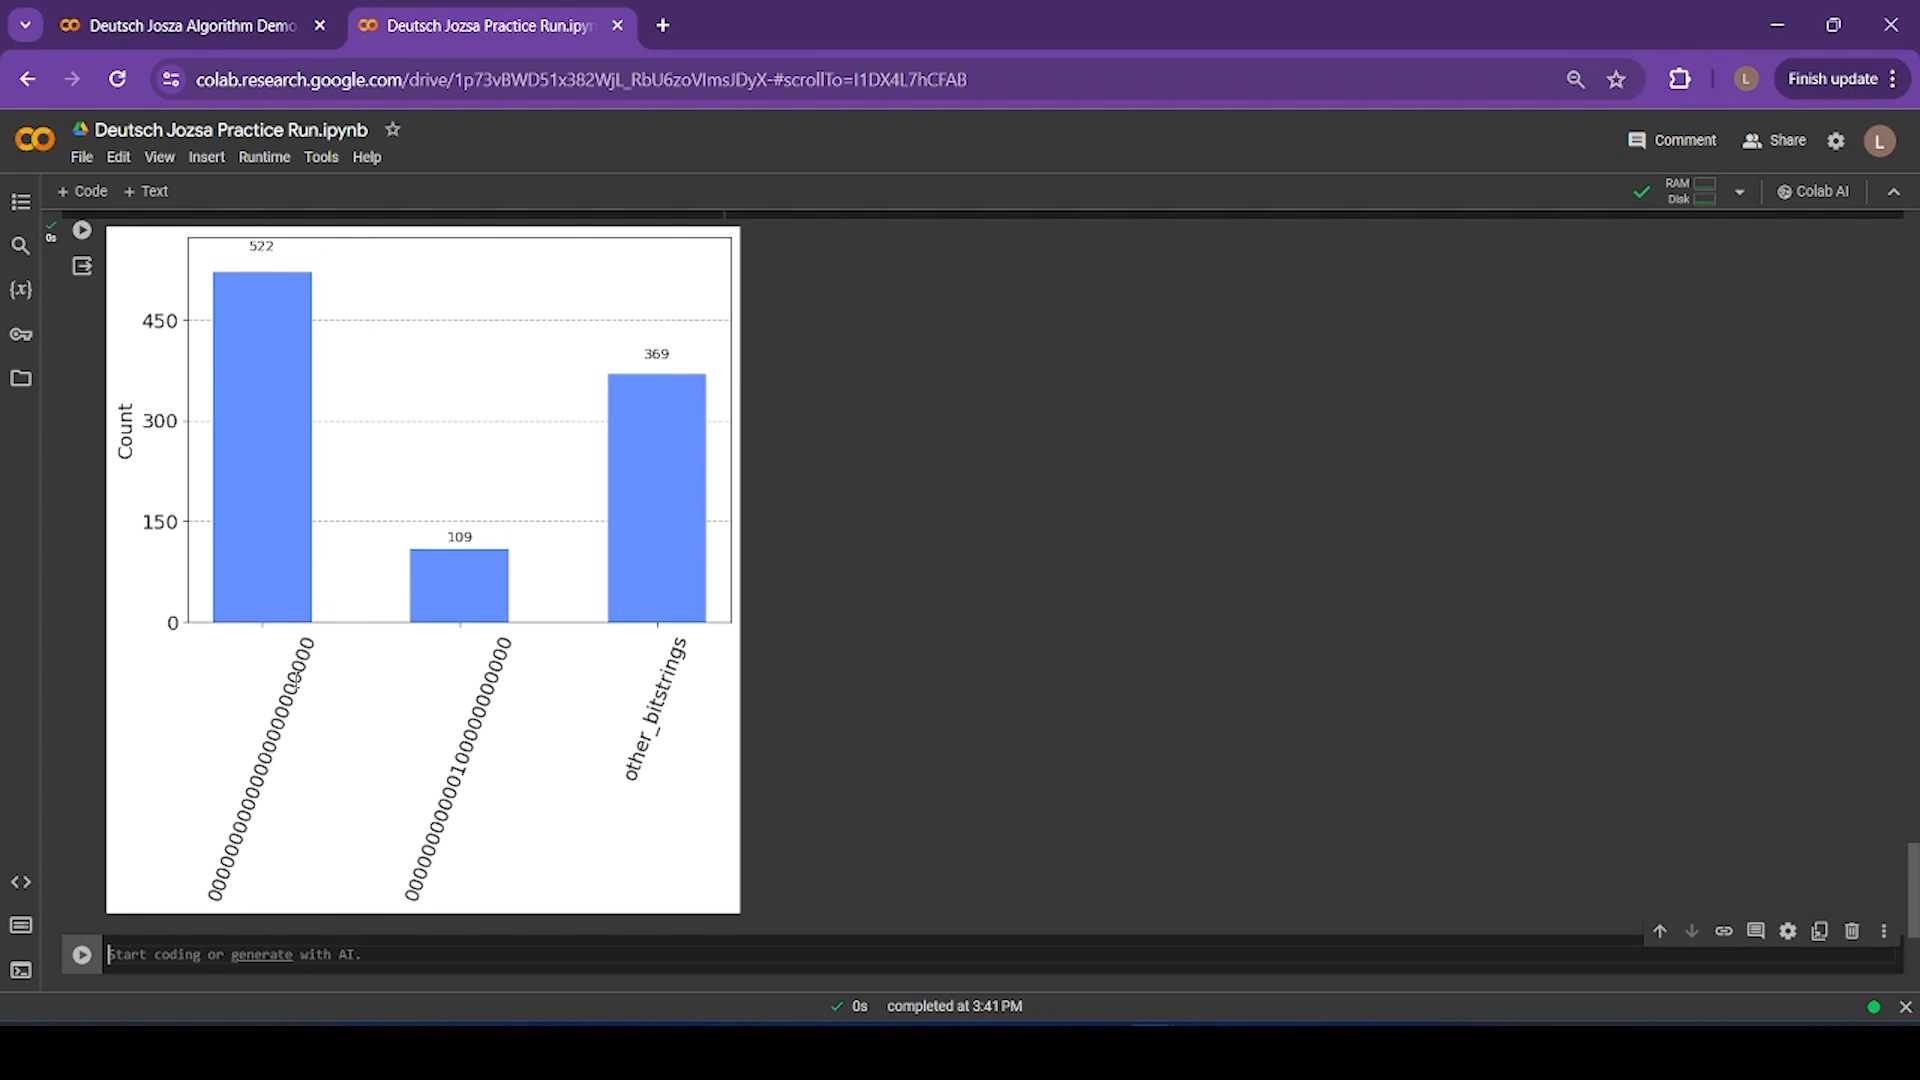 Deutsch Josza Algorithm Demo
Deutsch Jozsa Practice Run.ipyn
colab.research.google.com/drive/1p73vBWD51x382WjL_RbU6zoVImsJDyX-#scrollTo=I1DX4L7hCFAB
L
Finish update
Deutsch Jozsa Practice Run.ipynb
File Edit View Insert Runtime Tools Help
Comment
Share
L
+ Code + Text
RAM
Disk
Colab AI
{x}
0s
522
450
369
Count
300
150
109
0
other_bitstrings
Start coding or generate with AI.
0s completed at 3:41 PM